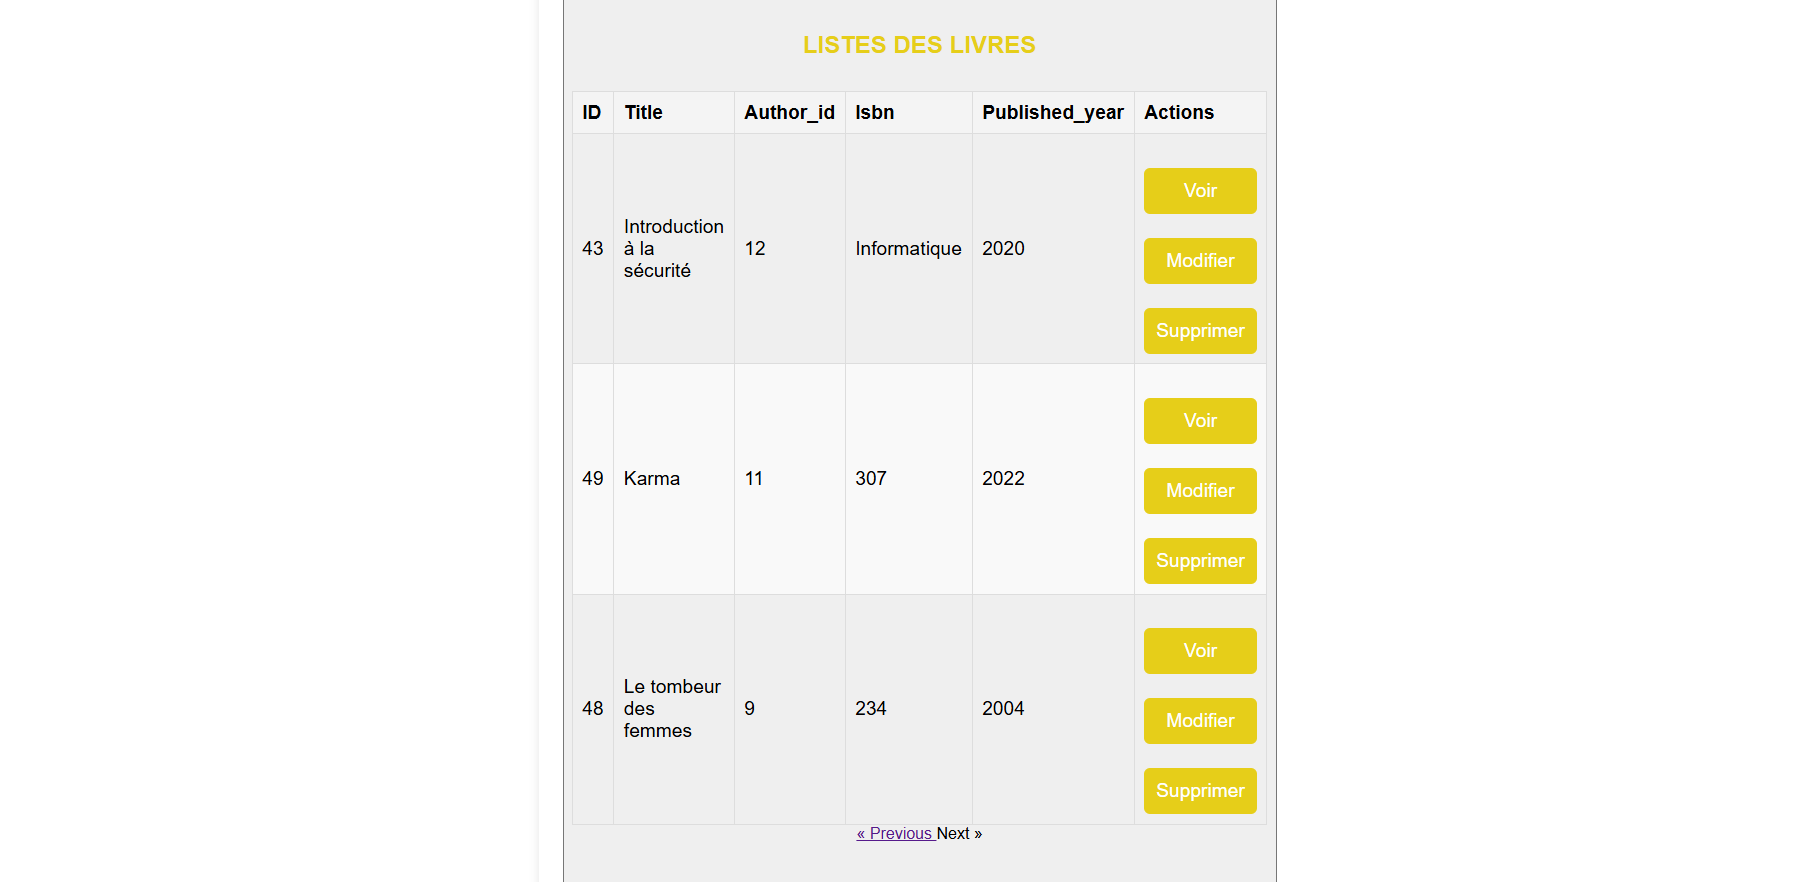 LISTES DES LIVRES
ID Title Author_id Isbn Published_year Actions
Voir
Introduction
43 à la 12 Informatique 2020 Modifier
sécurité
Supprimer
Voir
49 Karma 11 307 2022 Modifier
Supprimer
Voir
Le tombeur
48 des 9 234 2004 Modifier
femmes
Supprimer
« Previous Next »